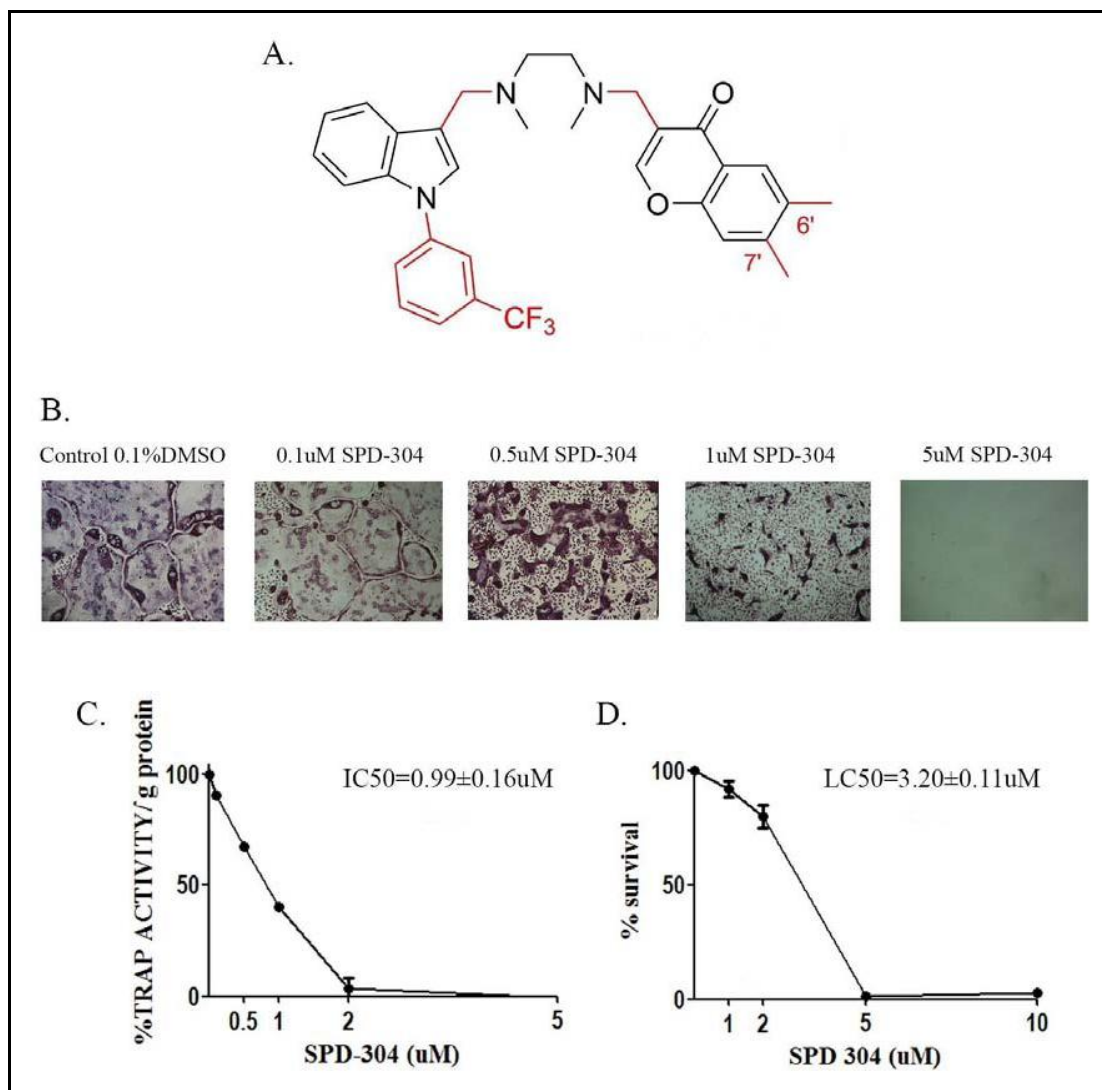 A.
N
N
O
O
N
6'
7'
CF3
B.
Control 0.1%DMSO 0.1uM SPD-304 0.5uM SPD-304 1uM SPD-304 5uM SPD-304
C.
%TRAP ACTIVITY/g protein
IC50=0.99±0.16uM
100
50
0
0.5 1 2 5
SPD-304 (uM)
D.
% survival
LC50=3.20±0.11uM
100
50
0
1 2 5 10
SPD 304 (uM)